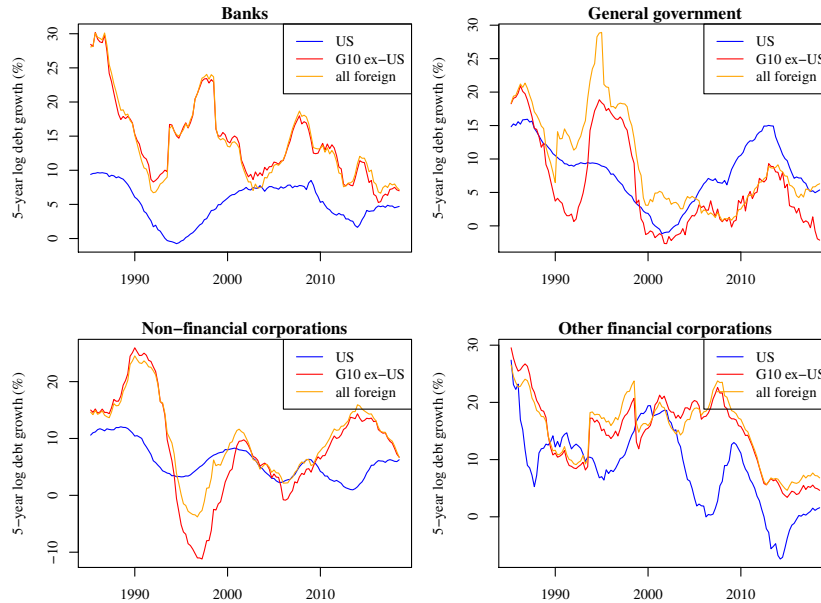 Banks
5−year log debt growth (%)
0
5
10
15
20
25
30
1990
2000
2010
US
G10 ex−US
all foreign
General government
5−year log debt growth (%)
0
5
10
15
20
25
30
1990
2000
2010
US
G10 ex−US
all foreign
Non−financial corporations
5−year log debt growth (%)
−10
0
10
20
1990
2000
2010
US
G10 ex−US
all foreign
Other financial corporations
5−year log debt growth (%)
0
10
20
30
1990
2000
2010
US
G10 ex−US
all foreign